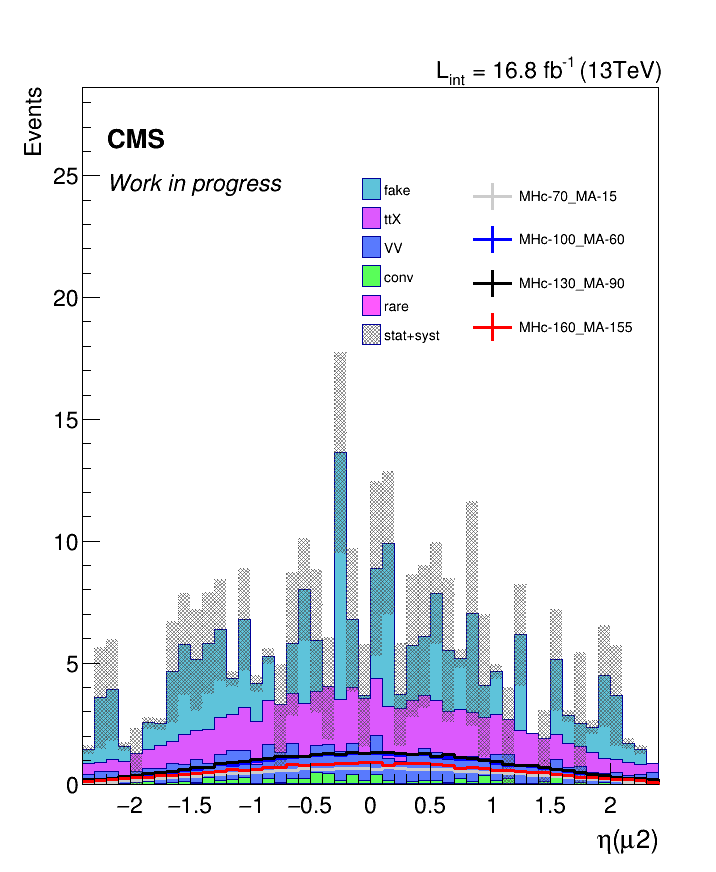 L_int = 16.8 fb^-1 (13TeV)
Events
CMS
Work in progress
fake
ttX
VV
conv
rare
stat+syst
MHc-70_MA-15
MHc-100_MA-60
MHc-130_MA-90
MHc-160_MA-155
25
20
15
10
5
0
−2 −1.5 −1 −0.5 0 0.5 1 1.5 2
η(μ2)